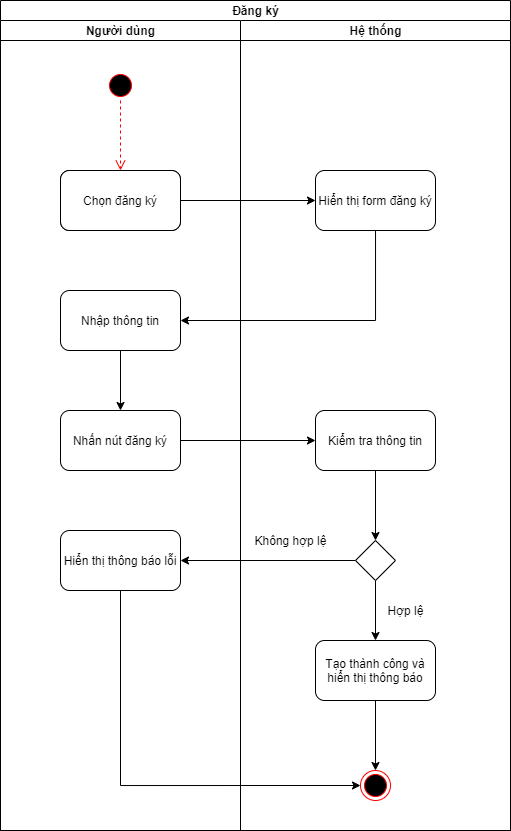 Đăng ký
Người dùng
Hệ thống
Chọn đăng ký
Hiển thị form đăng ký
Nhập thông tin
Nhấn nút đăng ký
Kiểm tra thông tin
Không hợp lệ
Hiển thị thông báo lỗi
Hợp lệ
Tạo thành công và
hiển thị thông báo